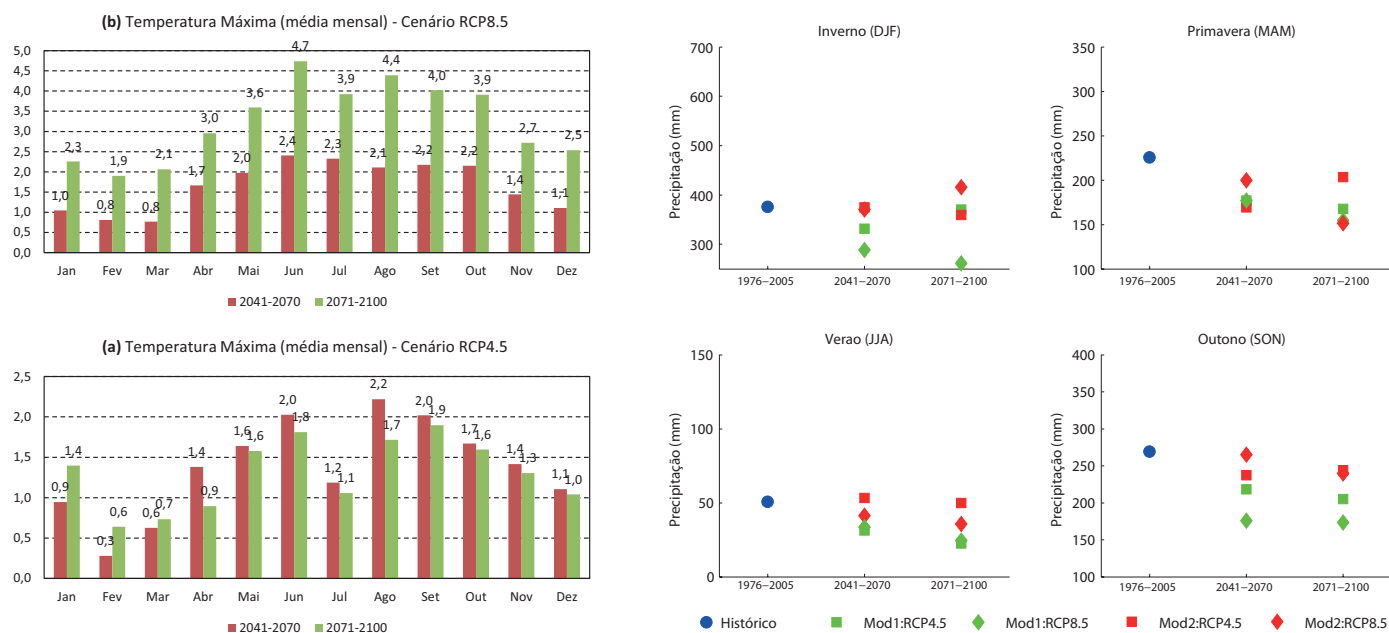 (b) Temperatura Máxima (média mensal) - Cenário RCP8.5
5,0
4,5
4,0
3,5
3,0
2,5
2,0
1,5
1,0
0,5
0,0
1,0 0,8 0,8 1,7 2,0 2,4 2,3 2,1 2,2 2,2 1,4 1,1
2,3 1,9 2,1 3,0 3,6 4,7 3,9 4,4 4,0 3,9 2,7 2,5
Jan Fev Mar Abr Mai Jun Jul Ago Set Out Nov Dez
2041-2070 2071-2100
(a) Temperatura Máxima (média mensal) - Cenário RCP4.5
2,5
2,0
1,5
1,0
0,5
0,0
0,9 0,3 0,6 1,4 1,6 2,0 1,2 2,2 2,0 1,7 1,4 1,1
1,4 0,6 0,7 0,9 1,6 1,8 1,1 1,7 1,9 1,6 1,3 1,0
Jan Fev Mar Abr Mai Jun Jul Ago Set Out Nov Dez
2041-2070 2071-2100
Inverno (DJF)
Precipitação (mm)
700
600
500
400
300
1976–2005 2041–2070 2071–2100
Primavera (MAM)
Precipitação (mm)
350
300
250
200
150
100
1976–2005 2041–2070 2071–2100
Verao (JJA)
Precipitação (mm)
150
100
50
0
1976–2005 2041–2070 2071–2100
Outono (SON)
Precipitação (mm)
400
350
300
250
200
150
100
1976–2005 2041–2070 2071–2100
Histórico Mod1:RCP4.5 Mod1:RCP8.5 Mod2:RCP4.5 Mod2:RCP8.5